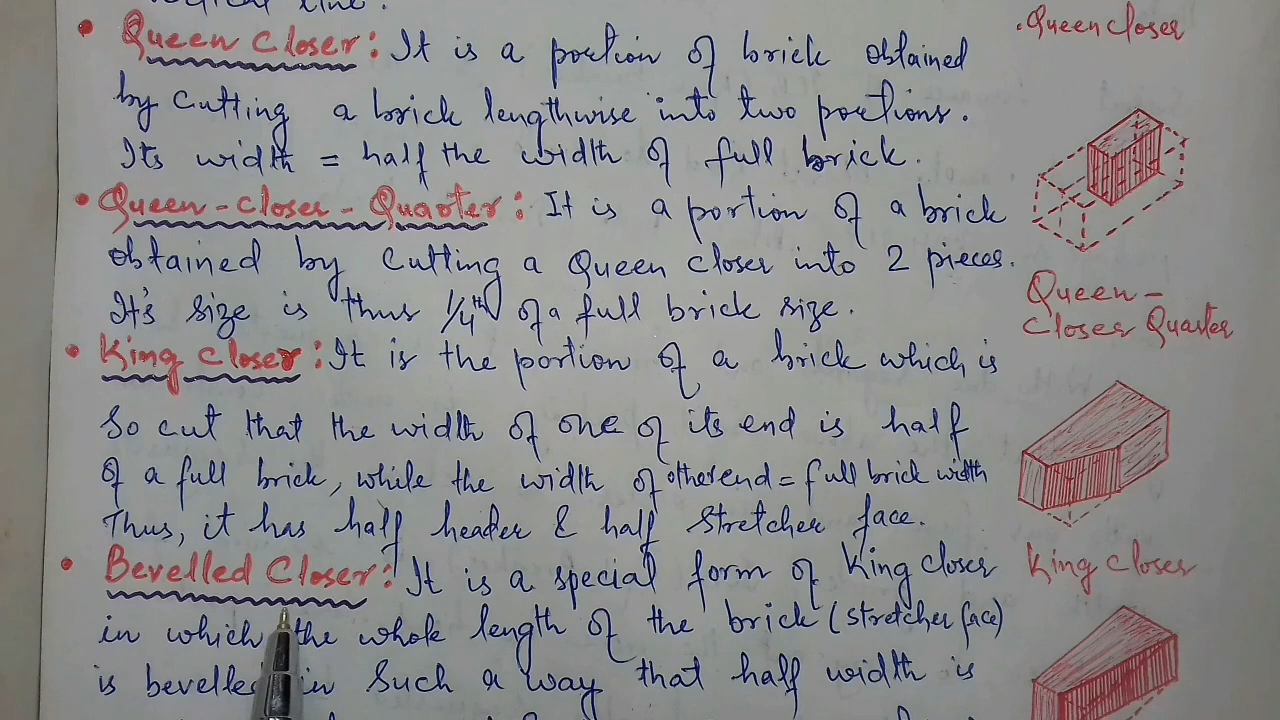 Queen Closer: It is a portion of brick obtained
by cutting a brick lengthwise into two portions.
Its width = half the width of full brick.
Queen-Closer-Quarter: It is a portion of a brick
obtained by cutting a Queen closer into 2 pieces.
It's size is thus 1/4th of a full brick size.
King Closer: It is the portion of a brick which is
So cut that the width of one of its end is half
of a full brick, while the width of other end = full brick width
Thus, it has half header & half stretcher face.
Bevelled Closer: It is a special form of King closer
in which the whole length of the brick (stretcher face)
is bevelled in Such a way that half width is
Queen closer
Queen-
Closer Quarter
King Closer